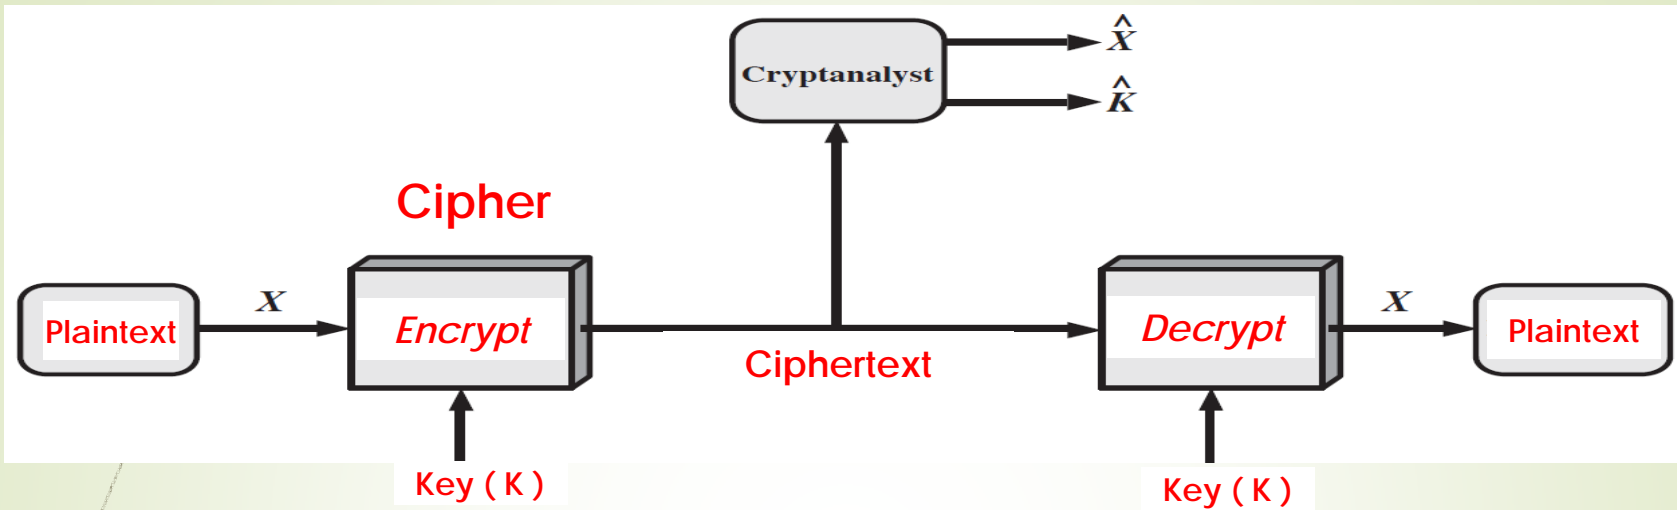 X̂
Cryptanalyst
K̂
Cipher
X
X
Plaintext
Encrypt
Decrypt
Plaintext
Ciphertext
Key ( K )
Key ( K )